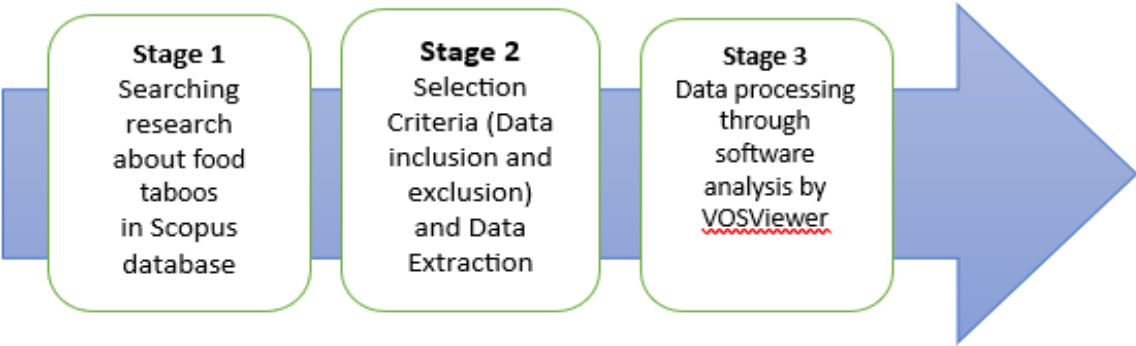 Stage 1
Searching
research
about food
taboos
in Scopus
database
Stage 2
Selection
Criteria (Data
inclusion and
exclusion)
and Data
Extraction
Stage 3
Data processing
through
software
analysis by
VOSViewer